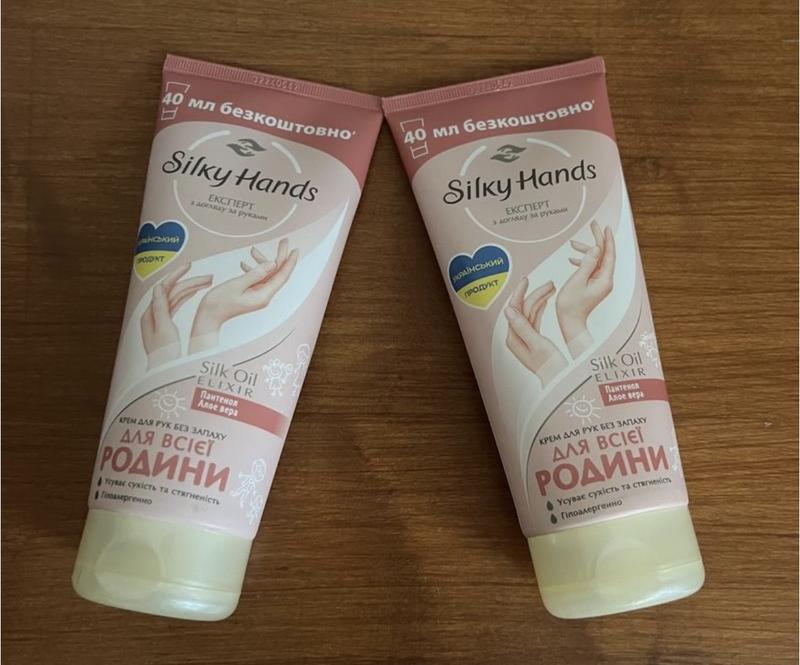 40 мл безкоштовно
Silky Hands
ЕКСПЕРТ
з догляду за руками
УКРАЇНСЬКИЙ
ПРОДУКТ
Silk Oil
ELIXIR
Пантенол
Алое вера
КРЕМ ДЛЯ РУК БЕЗ ЗАПАХУ
ДЛЯ ВСІЄЇ
РОДИНИ
Усуває сухість та стягненість
Гіпоалергенно
40 мл безкоштовно
Silky Hands
ЕКСПЕРТ
з догляду за руками
УКРАЇНСЬКИЙ
ПРОДУКТ
Silk Oil
ELIXIR
Пантенол
Алое вера
КРЕМ ДЛЯ РУК БЕЗ ЗАПАХУ
ДЛЯ ВСІЄЇ
РОДИНИ
Усуває сухість та стягненість
Гіпоалергенно